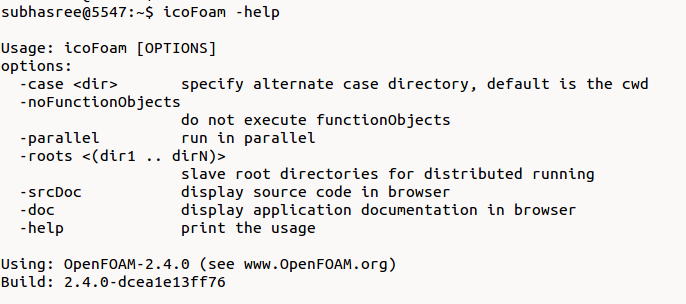 subhasree@5547:~$ icoFoam -help
Usage: icoFoam [OPTIONS]
options:
  -case <dir>       specify alternate case directory, default is the cwd
  -noFunctionObjects
                    do not execute functionObjects
  -parallel         run in parallel
  -roots <(dir1 .. dirN)>
                    slave root directories for distributed running
  -srcDoc           display source code in browser
  -doc              display application documentation in browser
  -help             print the usage
Using: OpenFOAM-2.4.0 (see www.OpenFOAM.org)
Build: 2.4.0-dcea1e13ff76